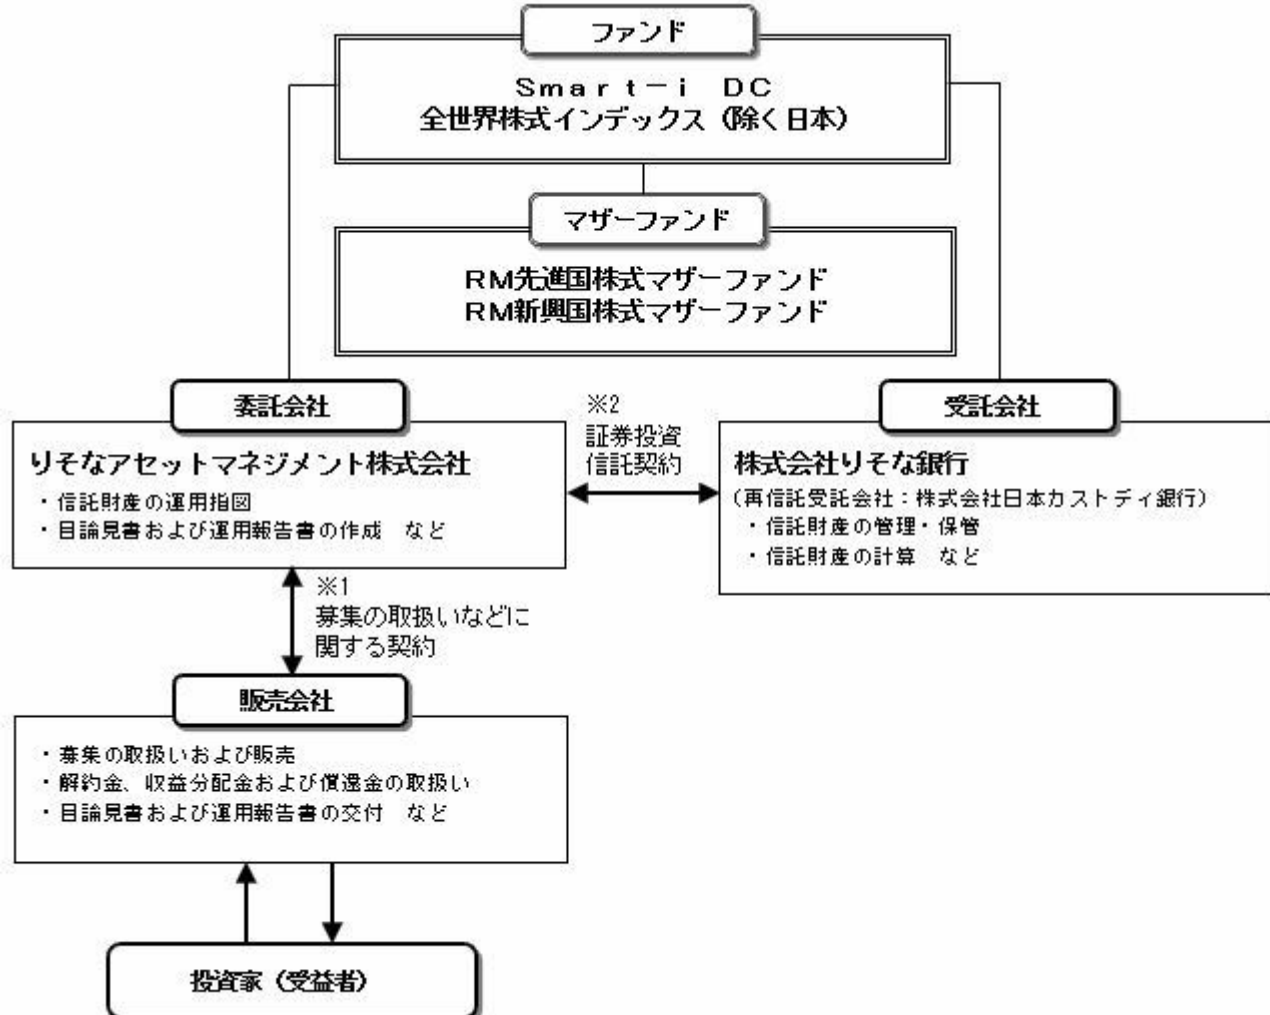 ファンド
Ｓｍａｒｔ－ｉ　ＤＣ
全世界株式インデックス（除く日本）
マザーファンド
ＲＭ先進国株式マザーファンド
ＲＭ新興国株式マザーファンド
委託会社
りそなアセットマネジメント株式会社
・信託財産の運用指図
・目論見書および運用報告書の作成　など
※2
証券投資
信託契約
受託会社
株式会社りそな銀行
（再信託受託会社：株式会社日本カストディ銀行）
・信託財産の管理・保管
・信託財産の計算　など
※1
募集の取扱いなどに
関する契約
販売会社
・募集の取扱いおよび販売
・解約金、収益分配金および償還金の取扱い
・目論見書および運用報告書の交付　など
投資家（受益者）